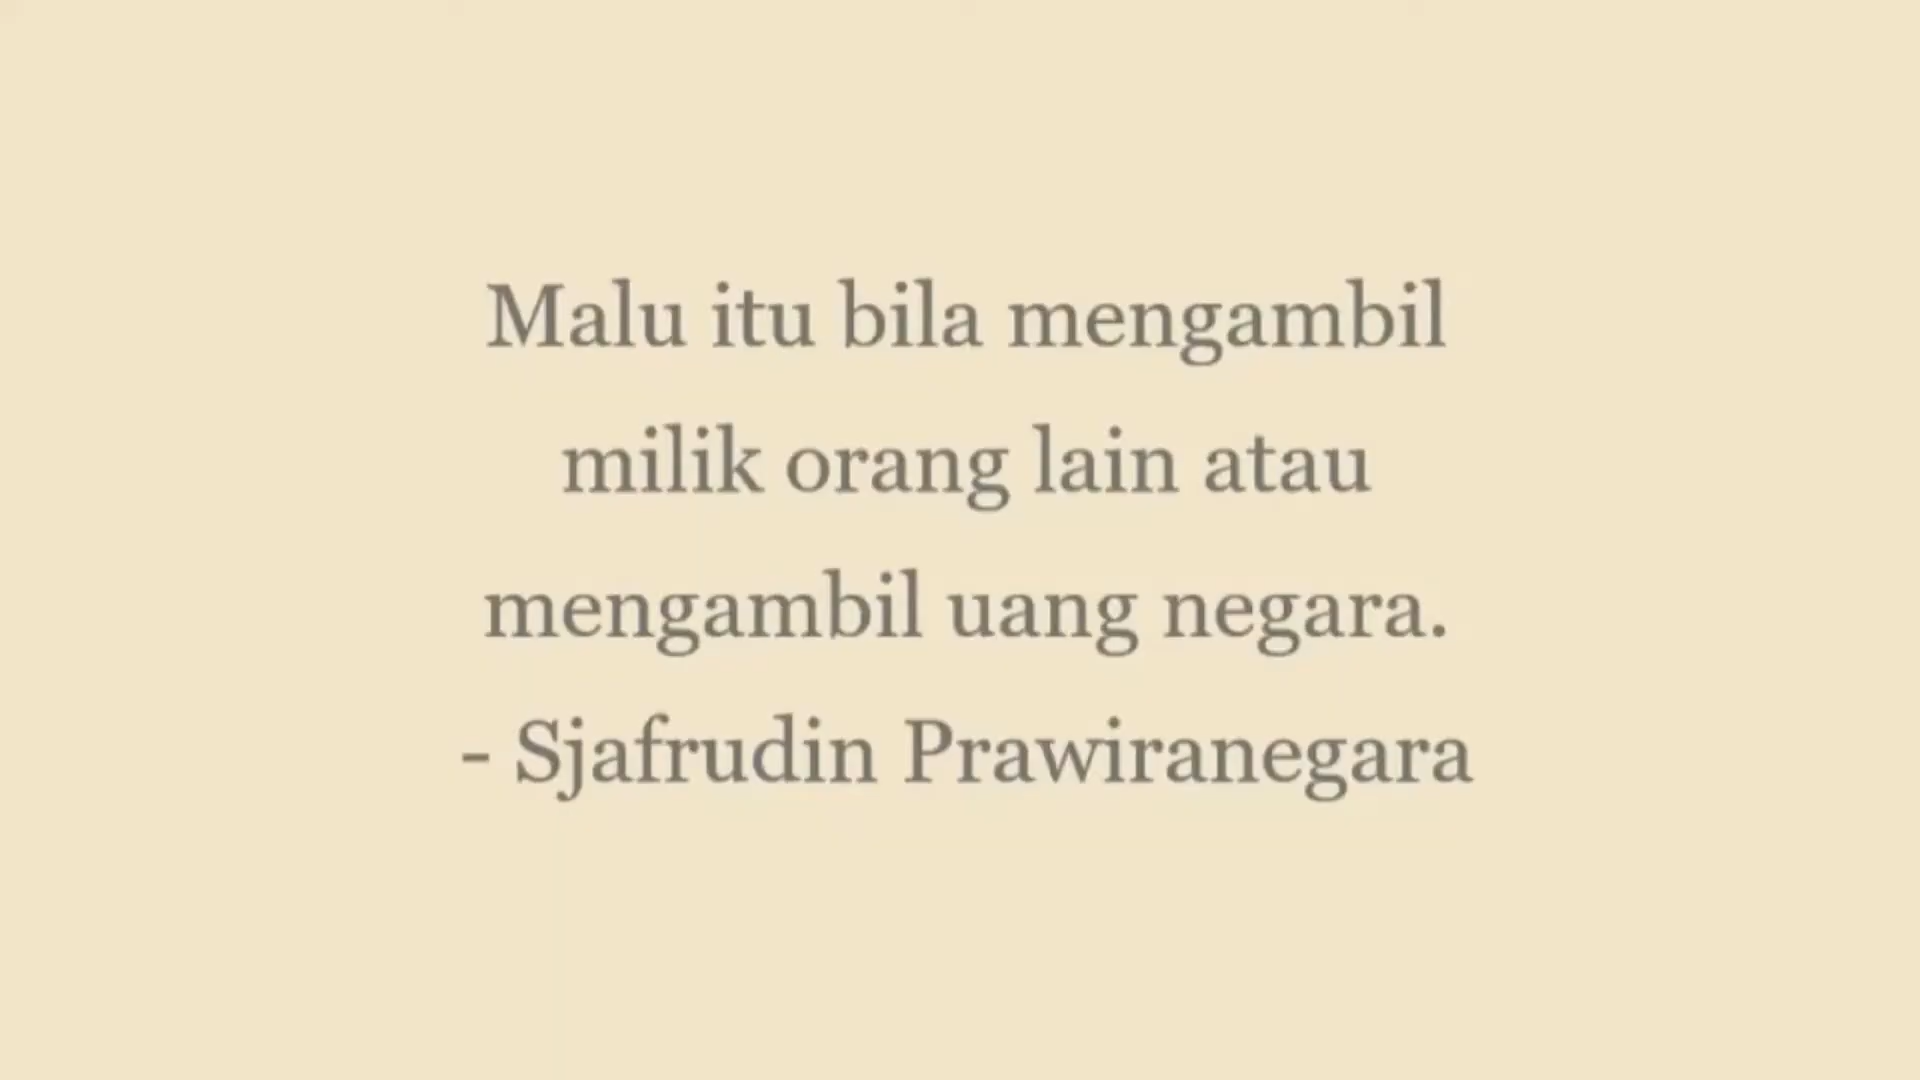 Malu itu bila mengambil
milik orang lain atau
mengambil uang negara.
- Sjafrudin Prawiranegara